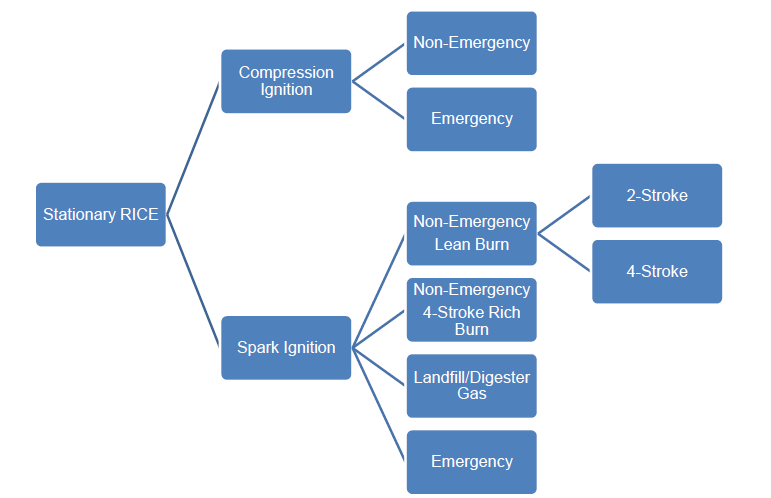 Stationary RICE
Compression
Ignition
Non-Emergency
Emergency
Spark Ignition
Non-Emergency
Lean Burn
2-Stroke
4-Stroke
Non-Emergency
4-Stroke Rich
Burn
Landfill/Digester
Gas
Emergency